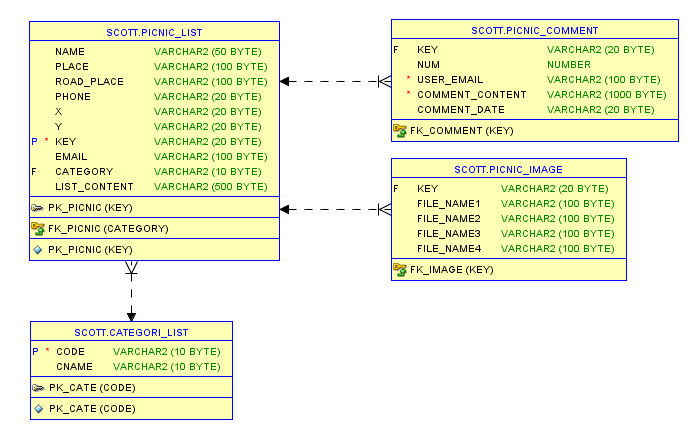 SCOTT.PICNIC_LIST
NAME VARCHAR2 (50 BYTE)
PLACE VARCHAR2 (100 BYTE)
ROAD_PLACE VARCHAR2 (100 BYTE)
PHONE VARCHAR2 (20 BYTE)
X VARCHAR2 (20 BYTE)
Y VARCHAR2 (20 BYTE)
P * KEY VARCHAR2 (20 BYTE)
EMAIL VARCHAR2 (100 BYTE)
F CATEGORY VARCHAR2 (10 BYTE)
LIST_CONTENT VARCHAR2 (500 BYTE)
PK_PICNIC (KEY)
FK_PICNIC (CATEGORY)
PK_PICNIC (KEY)
SCOTT.PICNIC_COMMENT
F KEY VARCHAR2 (20 BYTE)
NUM NUMBER
* USER_EMAIL VARCHAR2 (100 BYTE)
* COMMENT_CONTENT VARCHAR2 (1000 BYTE)
COMMENT_DATE VARCHAR2 (20 BYTE)
FK_COMMENT (KEY)
SCOTT.PICNIC_IMAGE
F KEY VARCHAR2 (20 BYTE)
FILE_NAME1 VARCHAR2 (100 BYTE)
FILE_NAME2 VARCHAR2 (100 BYTE)
FILE_NAME3 VARCHAR2 (100 BYTE)
FILE_NAME4 VARCHAR2 (100 BYTE)
FK_IMAGE (KEY)
SCOTT.CATEGORI_LIST
P * CODE VARCHAR2 (10 BYTE)
CNAME VARCHAR2 (10 BYTE)
PK_CATE (CODE)
PK_CATE (CODE)